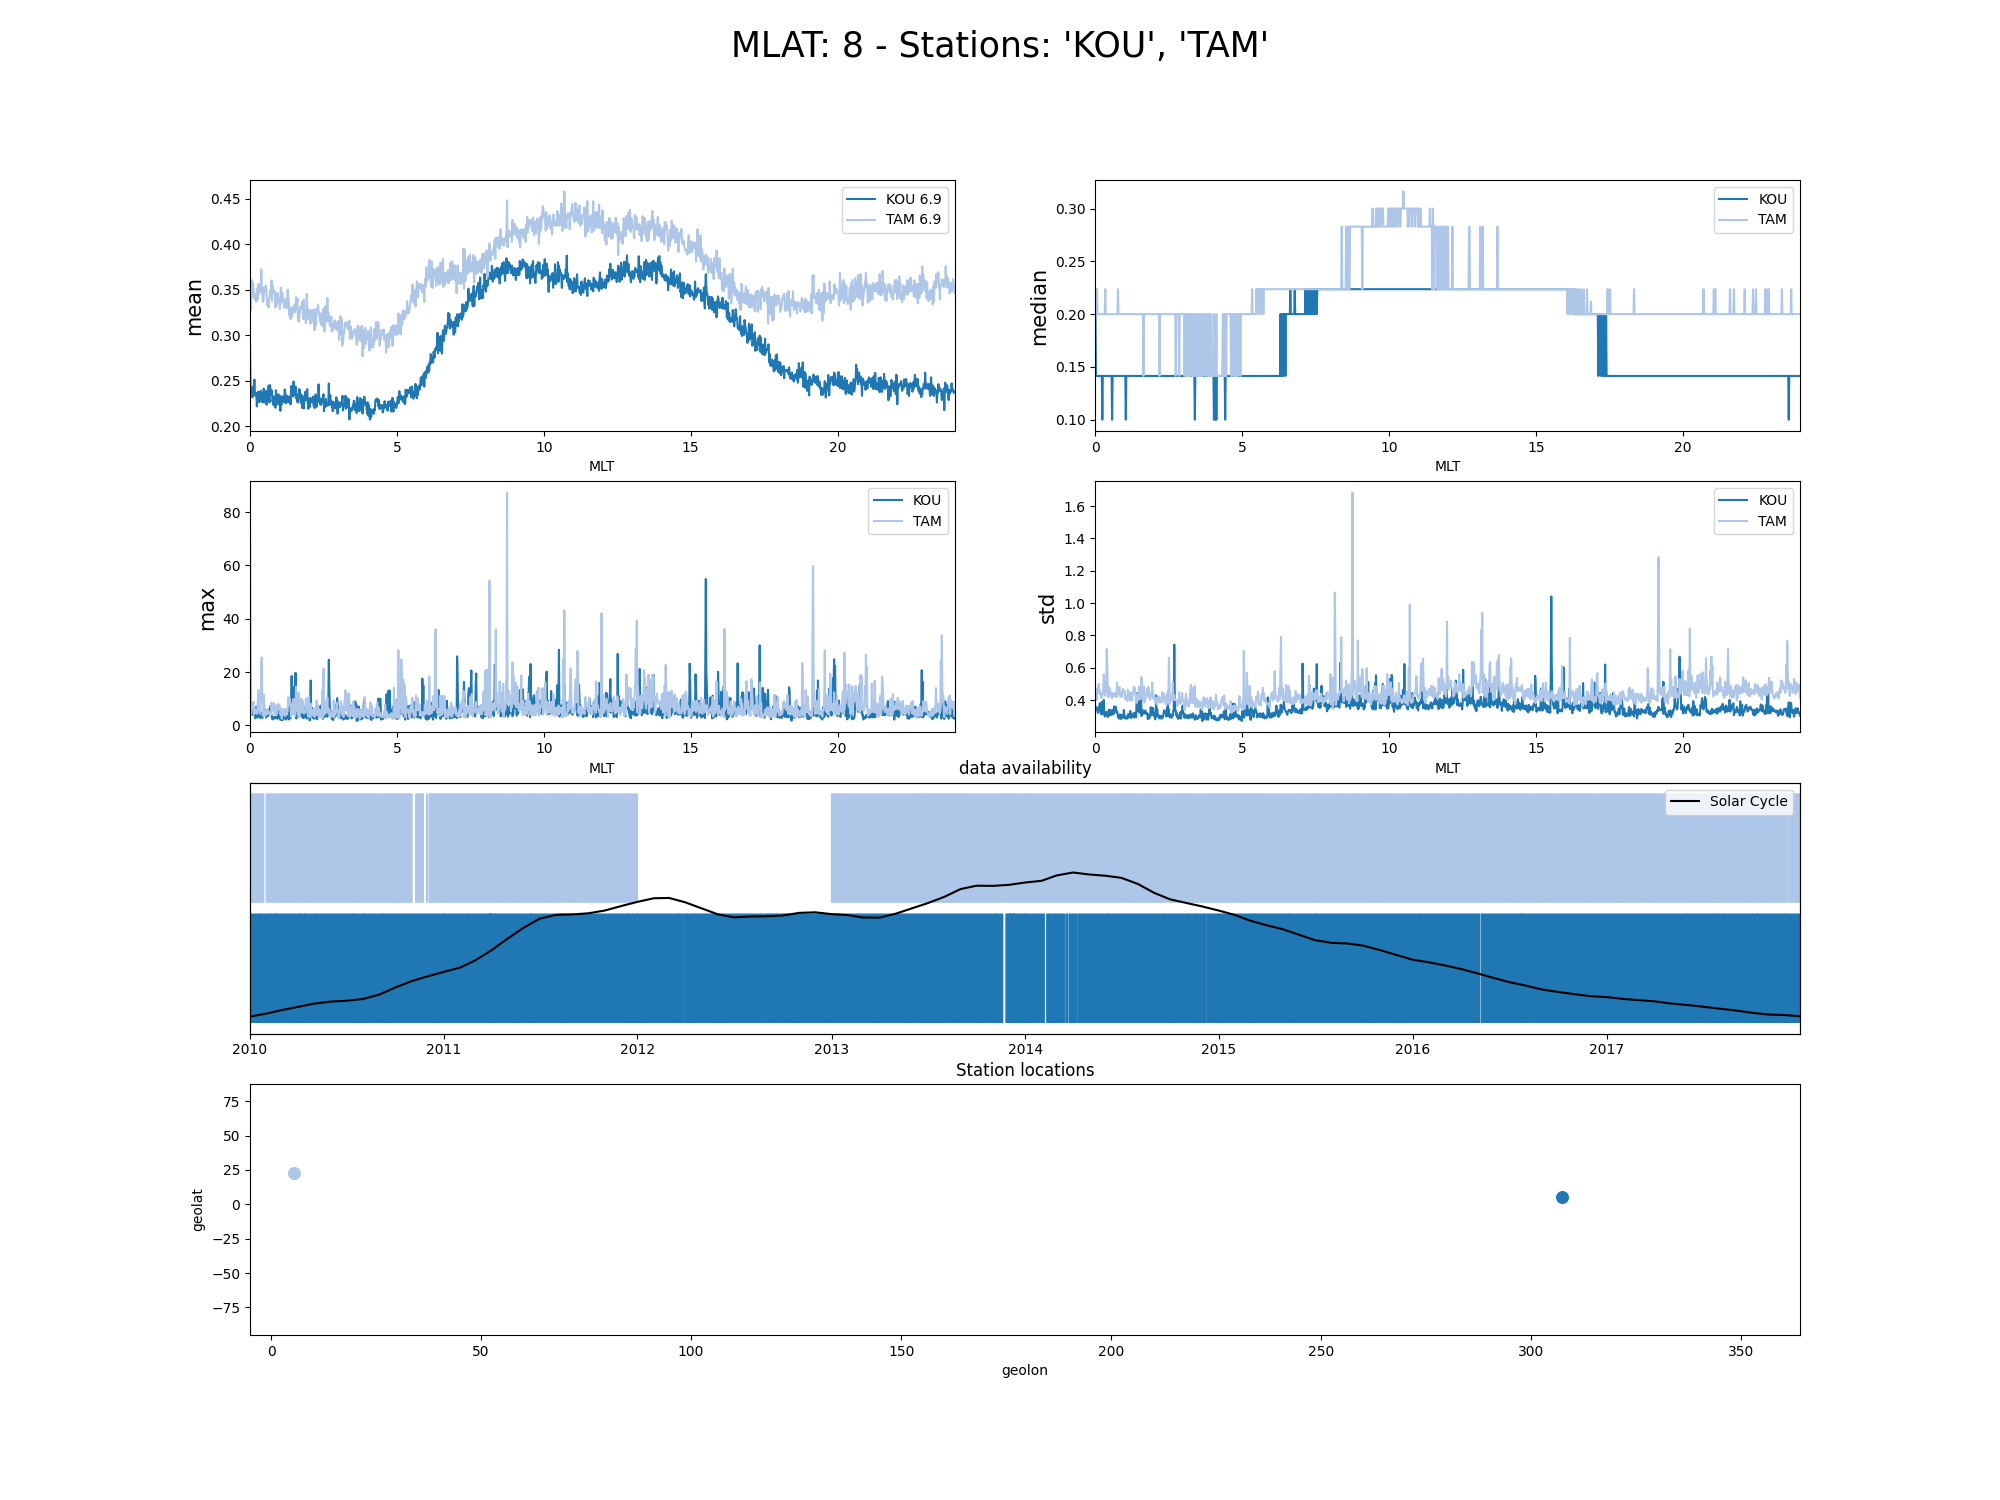 MLAT: 8 - Stations: 'KOU', 'TAM'
mean
0.45
0.40
0.35
0.30
0.25
0.20
KOU 6.9
TAM 6.9
0 5 10 15 20
MLT
median
0.30
0.25
0.20
0.15
0.10
KOU
TAM
0 5 10 15 20
MLT
max
80
60
40
20
0
KOU
TAM
0 5 10 15 20
MLT
std
1.6
1.4
1.2
1.0
0.8
0.6
0.4
KOU
TAM
0 5 10 15 20
MLT
data availability
Solar Cycle
2010 2011 2012 2013 2014 2015 2016 2017
Station locations
geolat
75
50
25
0
−25
−50
−75
0 50 100 150 200 250 300 350
geolon